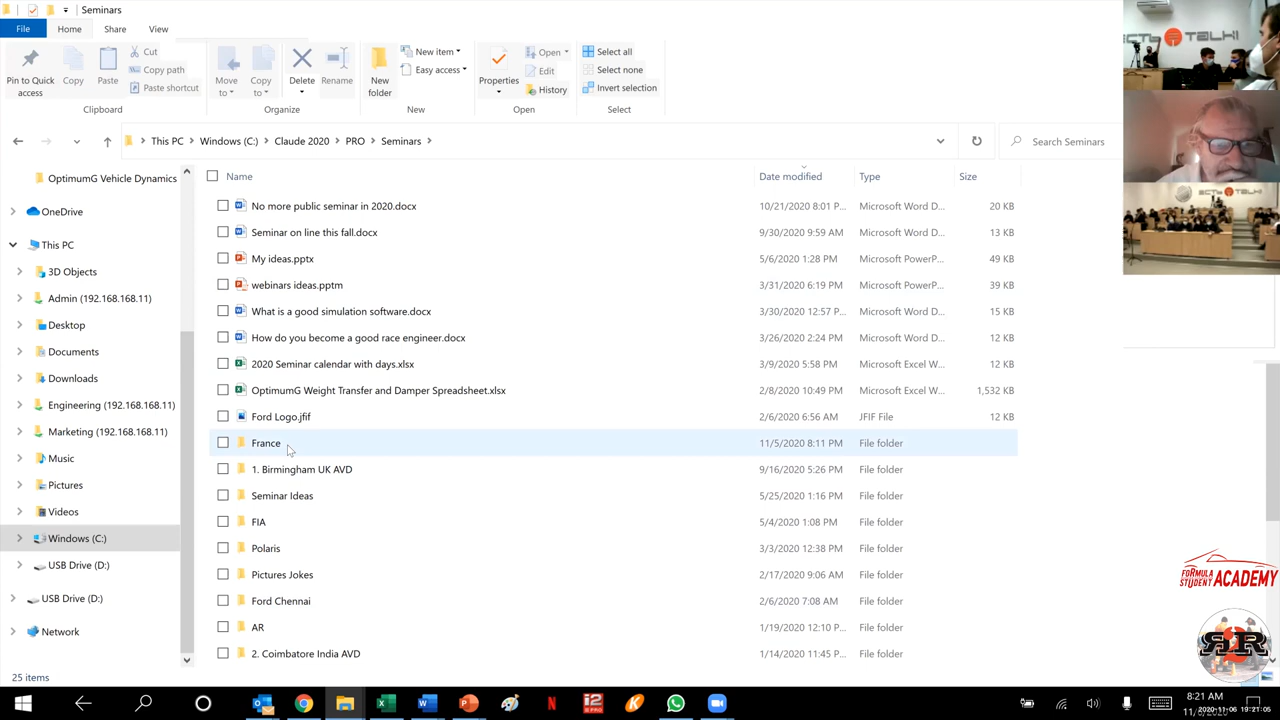 Seminars
File Home Share View
Pin to Quick access
Copy
Paste
Cut
Copy path
Paste shortcut
Clipboard
Move to
Copy to
Delete
Rename
Organize
New folder
New item
Easy access
New
Properties
Open
Edit
History
Open
Select all
Select none
Invert selection
Select
This PC Windows (C:) Claude 2020 PRO Seminars
Search Seminars
OptimumG Vehicle Dynamics
OneDrive
This PC
3D Objects
Admin (192.168.168.11)
Desktop
Documents
Downloads
Engineering (192.168.168.11)
Marketing (192.168.168.11)
Music
Pictures
Videos
Windows (C:)
USB Drive (D:)
USB Drive (D:)
Network
Name Date modified Type Size
No more public seminar in 2020.docx 10/21/2020 8:01 P... Microsoft Word D... 20 KB
Seminar on line this fall.docx 9/30/2020 9:59 AM Microsoft Word D... 13 KB
My ideas.pptx 5/6/2020 1:28 PM Microsoft PowerP... 49 KB
webinars ideas.pptm 3/31/2020 6:19 PM Microsoft PowerP... 39 KB
What is a good simulation software.docx 3/30/2020 12:57 P... Microsoft Word D... 15 KB
How do you become a good race engineer.docx 3/26/2020 2:24 PM Microsoft Word D... 12 KB
2020 Seminar calendar with days.xlsx 3/9/2020 5:58 PM Microsoft Excel W... 12 KB
OptimumG Weight Transfer and Damper Spreadsheet.xlsx 2/8/2020 10:49 PM Microsoft Excel W... 1,532 KB
Ford Logo.jfif 2/6/2020 6:56 AM JFIF File 12 KB
France 11/5/2020 8:11 PM File folder
1. Birmingham UK AVD 9/16/2020 5:26 PM File folder
Seminar Ideas 5/25/2020 1:16 PM File folder
FIA 5/4/2020 1:08 PM File folder
Polaris 3/3/2020 12:38 PM File folder
Pictures Jokes 2/17/2020 9:06 AM File folder
Ford Chennai 2/6/2020 7:08 AM File folder
AR 1/19/2020 12:10 P... File folder
2. Coimbatore India AVD 1/14/2020 11:45 P... File folder
25 items
есть TALK!
есть TALK!
FORMULA
STUDENT ACADEMY
8:21 AM
2020-11-06 19:21:05